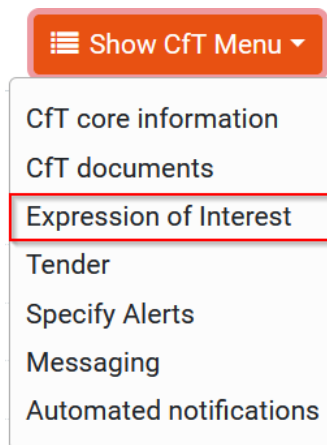 Show CfT Menu
CfT core information
CfT documents
Expression of Interest
Tender
Specify Alerts
Messaging
Automated notifications